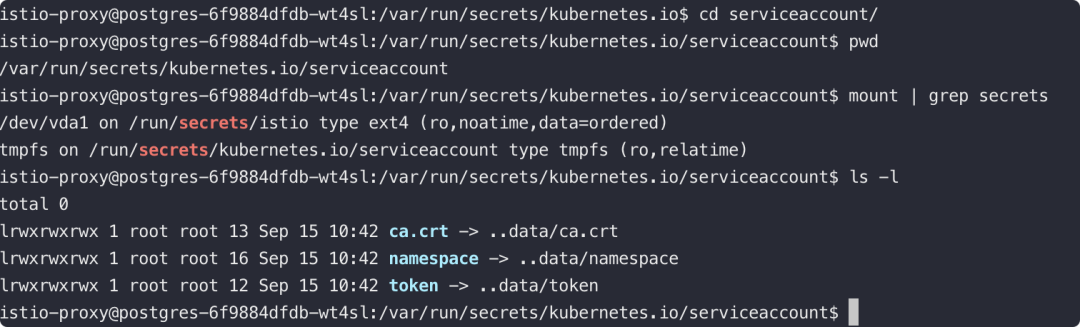 istio-proxy@postgres-6f9884dfdb-wt4sl:/var/run/secrets/kubernetes.io$ cd serviceaccount/
istio-proxy@postgres-6f9884dfdb-wt4sl:/var/run/secrets/kubernetes.io/serviceaccount$ pwd
/var/run/secrets/kubernetes.io/serviceaccount
istio-proxy@postgres-6f9884dfdb-wt4sl:/var/run/secrets/kubernetes.io/serviceaccount$ mount | grep secrets
/dev/vda1 on /run/secrets/istio type ext4 (ro,noatime,data=ordered)
tmpfs on /run/secrets/kubernetes.io/serviceaccount type tmpfs (ro,relatime)
istio-proxy@postgres-6f9884dfdb-wt4sl:/var/run/secrets/kubernetes.io/serviceaccount$ ls -l
total 0
lrwxrwxrwx 1 root root 13 Sep 15 10:42 ca.crt -> ..data/ca.crt
lrwxrwxrwx 1 root root 16 Sep 15 10:42 namespace -> ..data/namespace
lrwxrwxrwx 1 root root 12 Sep 15 10:42 token -> ..data/token
istio-proxy@postgres-6f9884dfdb-wt4sl:/var/run/secrets/kubernetes.io/serviceaccount$